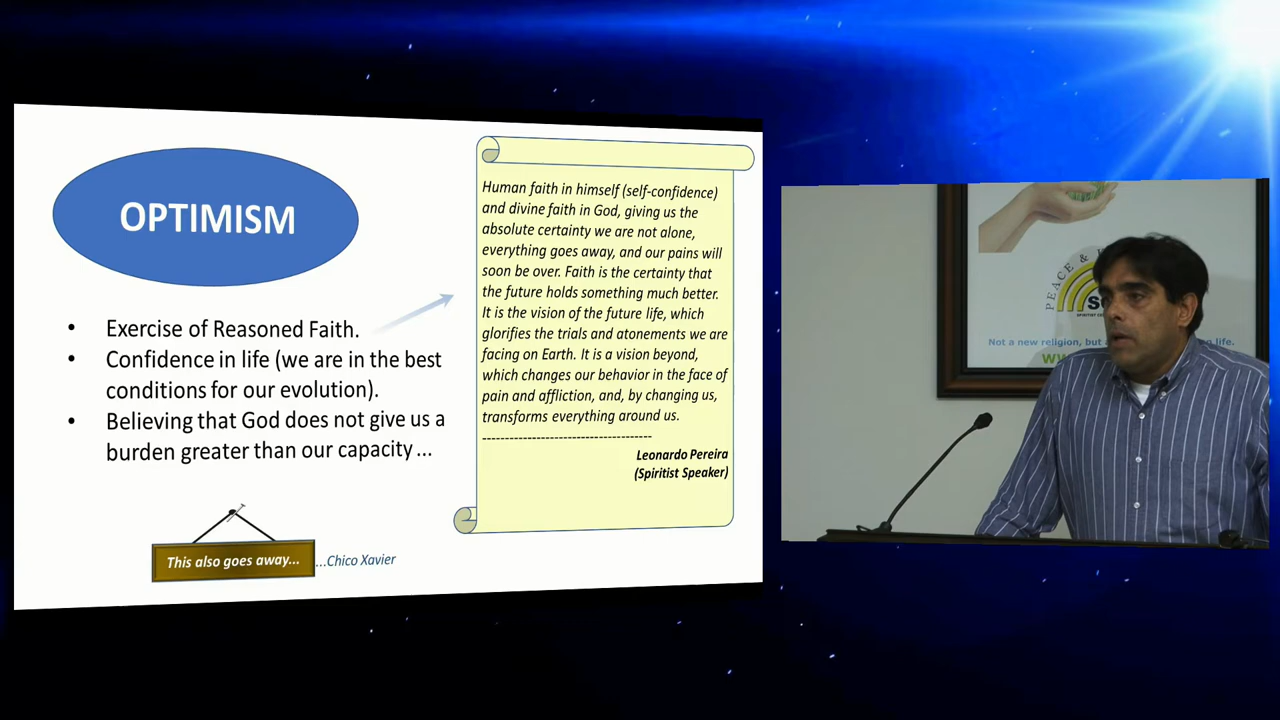 OPTIMISM
• Exercise of Reasoned Faith.
• Confidence in life (we are in the best
conditions for our evolution).
• Believing that God does not give us a
burden greater than our capacity ...
This also goes away...
...Chico Xavier
Human faith in himself (self-confidence)
and divine faith in God, giving us the
absolute certainty we are not alone,
everything goes away, and our pains will
soon be over. Faith is the certainty that
the future holds something much better.
It is the vision of the future life, which
glorifies the trials and atonements we are
facing on Earth. It is a vision beyond,
which changes our behavior in the face of
pain and affliction, and, by changing us,
transforms everything around us.
-------------------------------------
Leonardo Pereira
(Spiritist Speaker)
PEACE &
SPIRITIST
Not a new religion, but a
life.